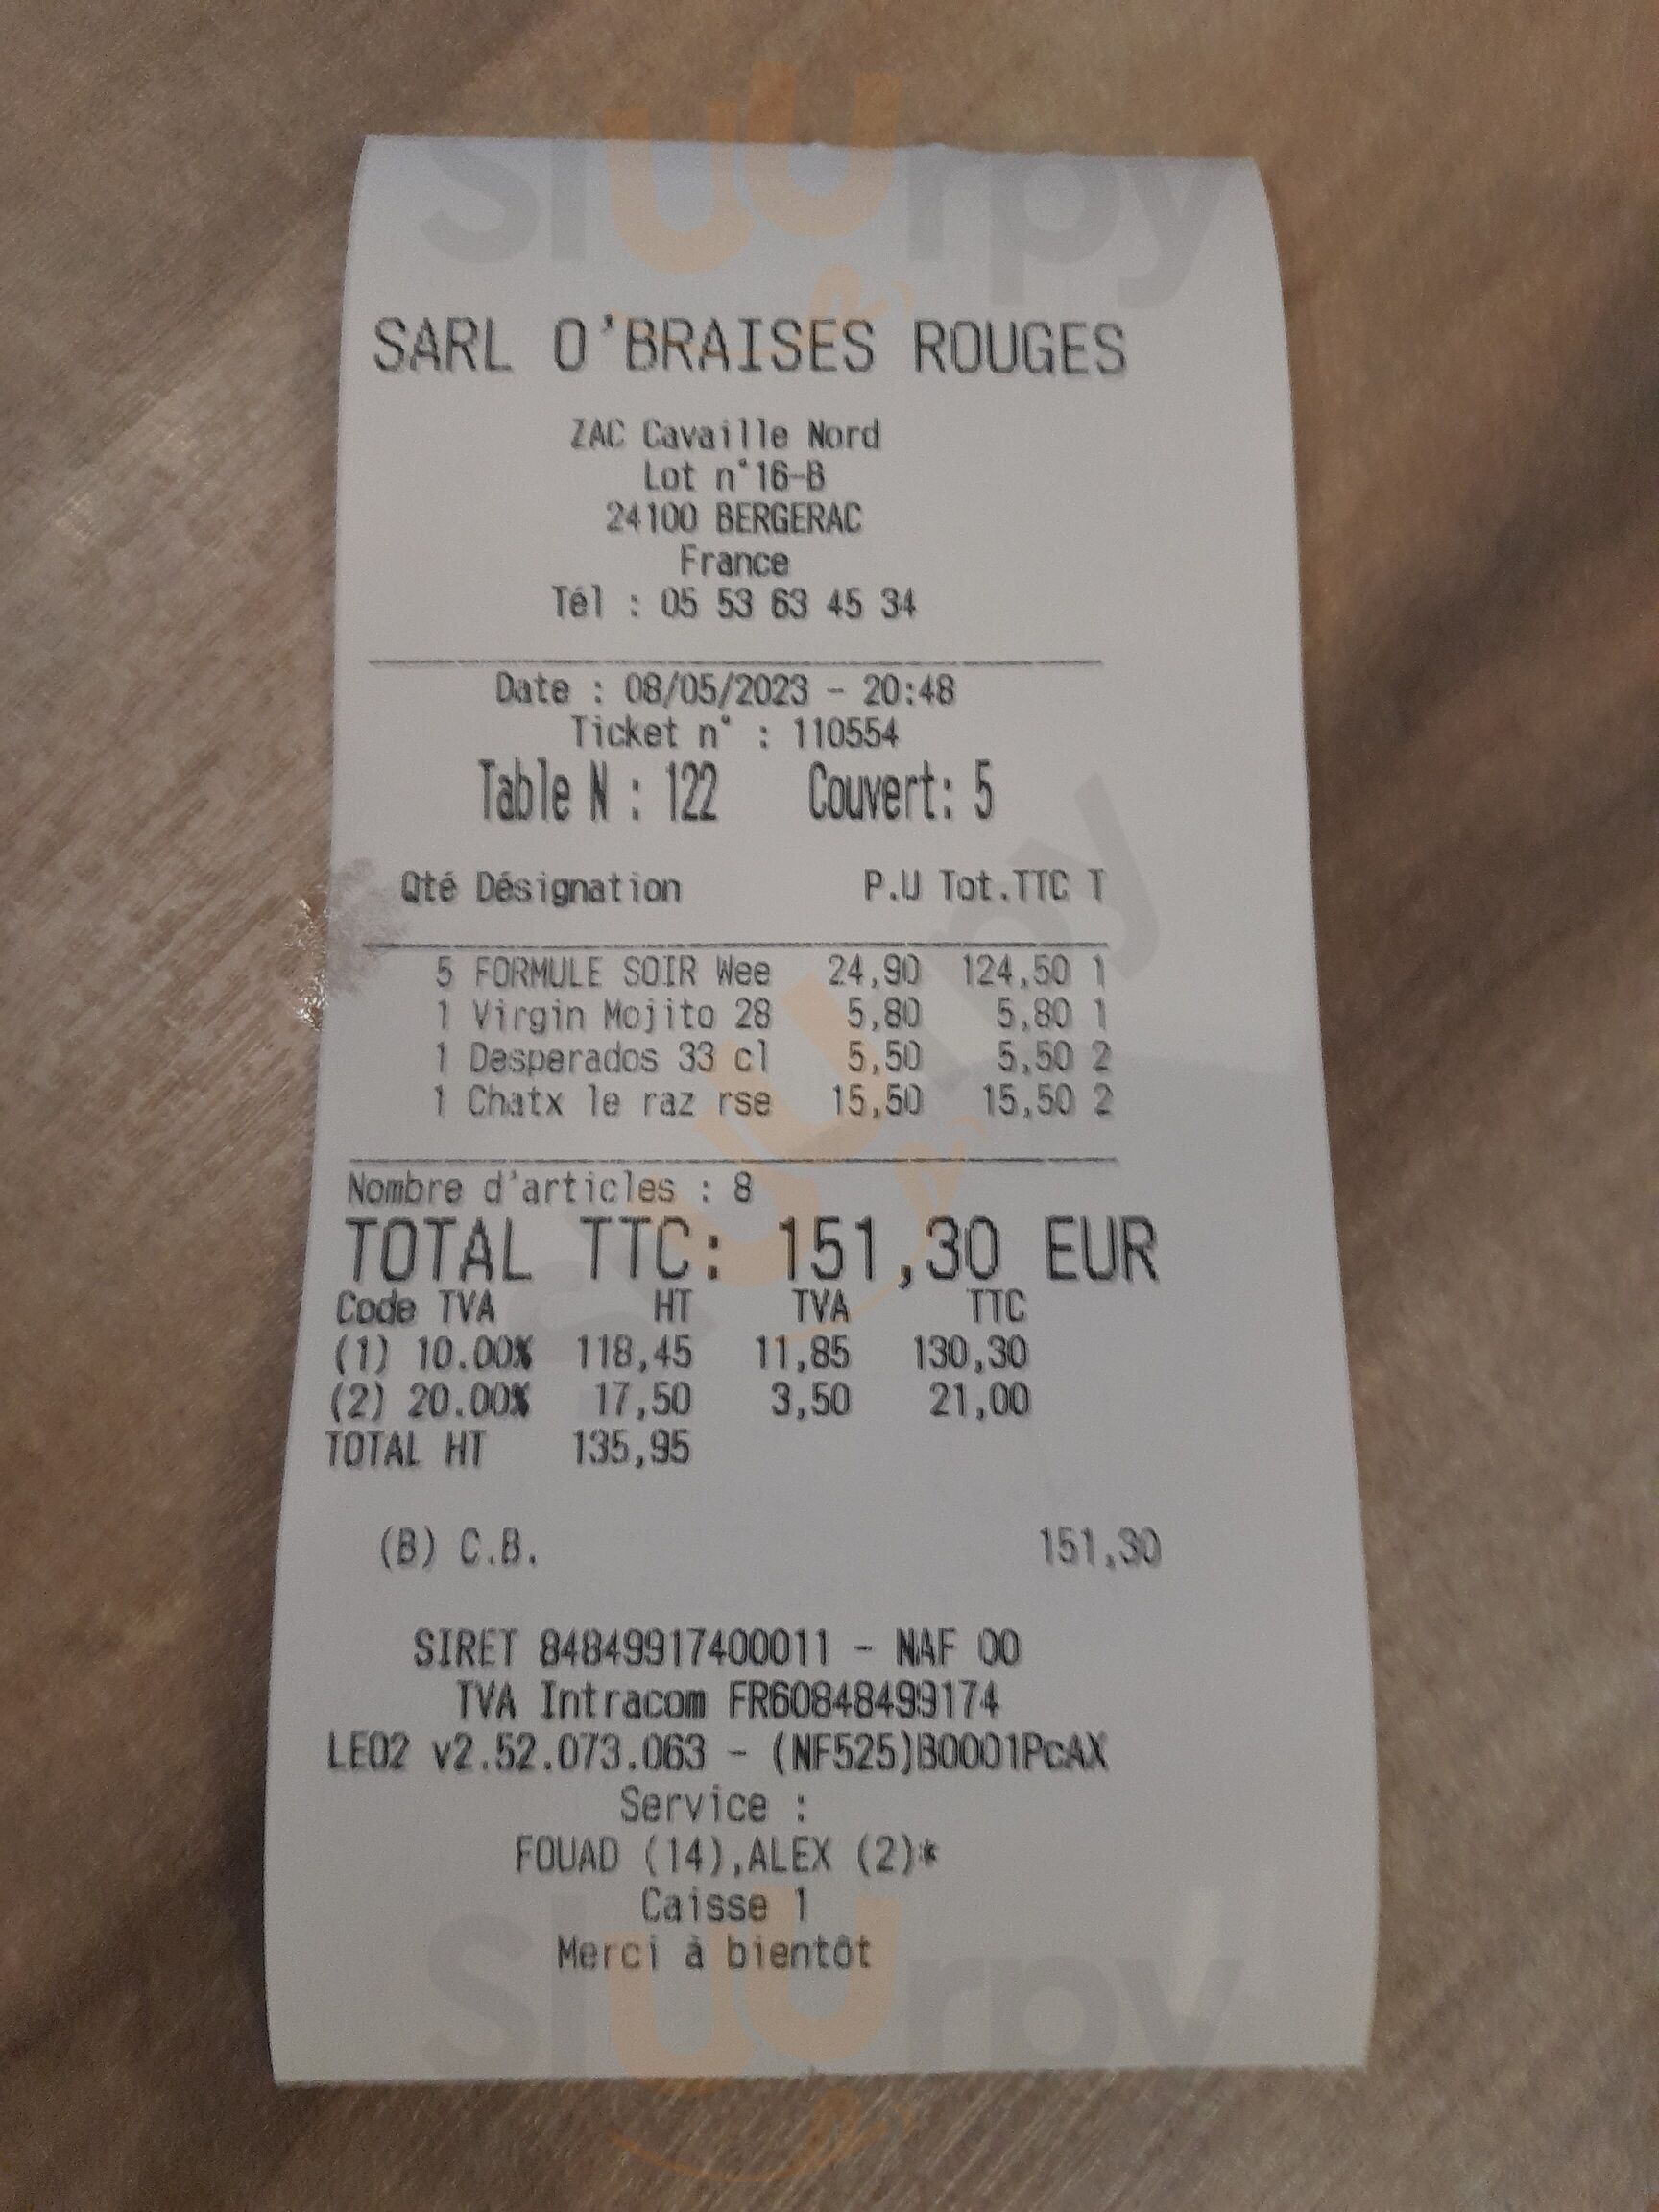 sluurpy
SARL O'BRAISES ROUGES
ZAC Cavaille Nord
Lot n°16-B
24100 BERGERAC
France
Tél : 05 53 63 45 34
Date : 08/05/2023 - 20:48
Ticket n° : 110554
Table N : 122 Couvert: 5
Qté Désignation P.U Tot.TTC T
5 FORMULE SOIR Wee 24,90 124,50 1
1 Virgin Mojito 28 5,80 5,80 1
1 Desperados 33 cl 5,50 5,50 2
1 Chatx le raz rse 15,50 15,50 2
sluurpy
Nombre d'articles : 8
TOTAL TTC: 151,30 EUR
Code TVA HT TVA TTC
(1) 10.00% 118,45 11,85 130,30
(2) 20.00% 17,50 3,50 21,00
TOTAL HT 135,95
(B) C.B. 151,30
SIRET 84849917400011 - NAF 00
TVA Intracom FR60848499174
LEO2 v2.52.073.063 - (NF525)B0001PcAX
Service :
FOUAD (14),ALEX (2)*
Caisse 1
Merci à bientôt
sluurpy